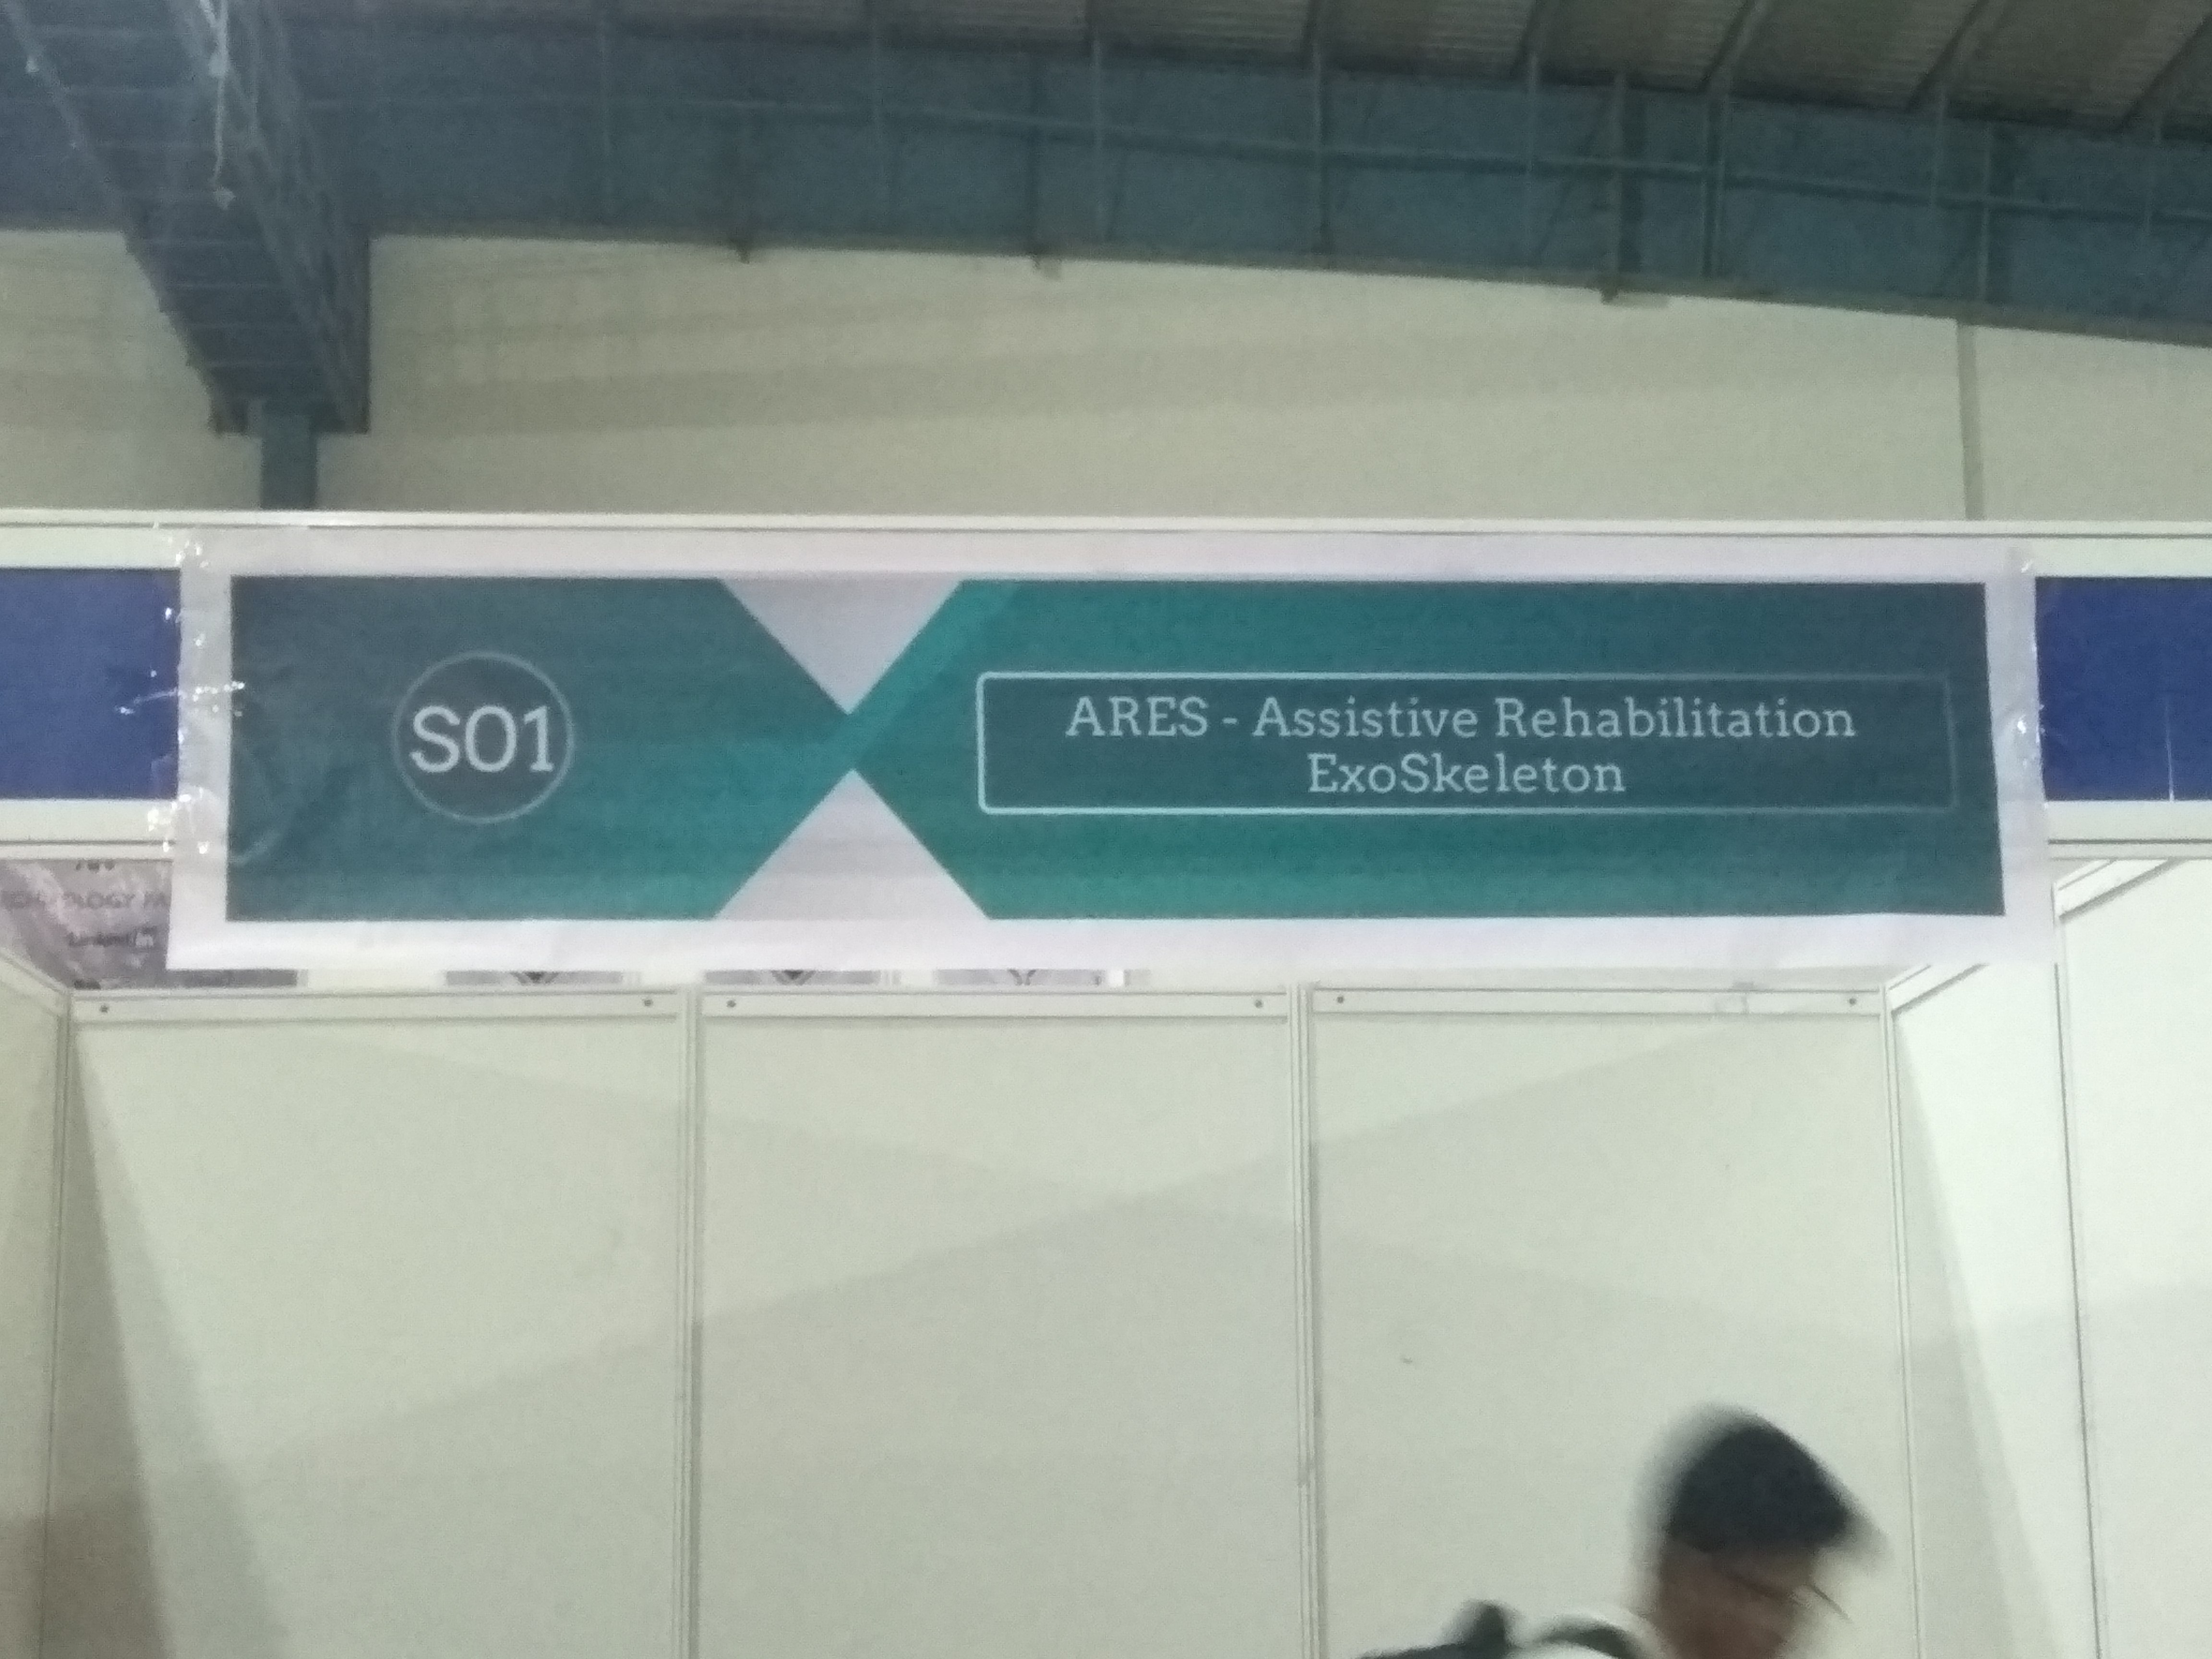 S01
ARES - Assistive Rehabilitation
ExoSkeleton